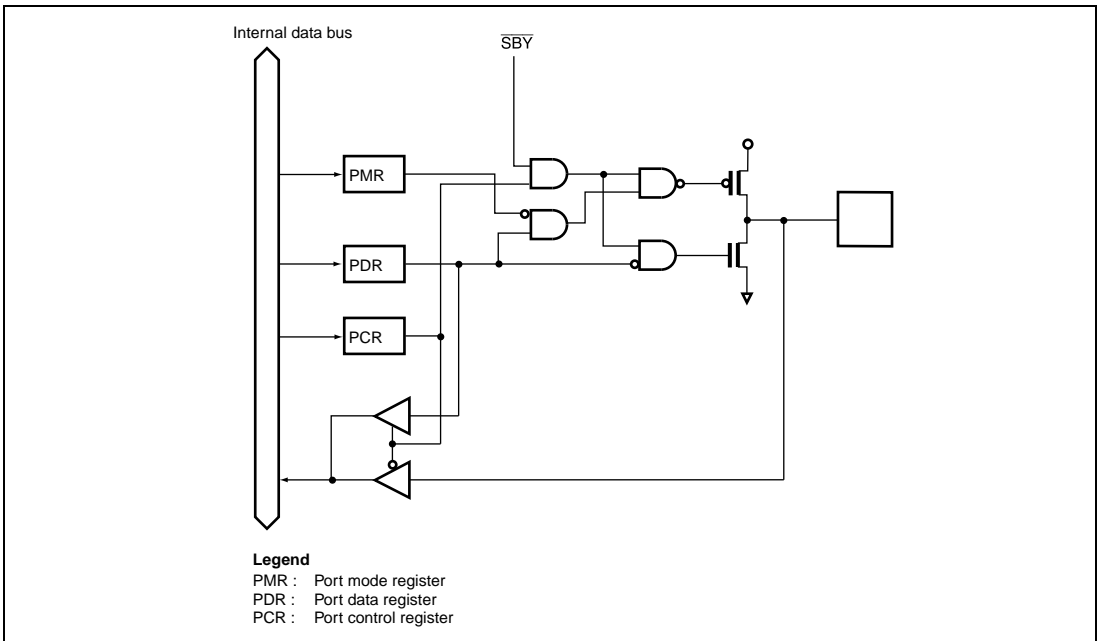 Internal data bus
SBY
PMR
PDR
PCR
Legend
PMR : Port mode register
PDR : Port data register
PCR : Port control register